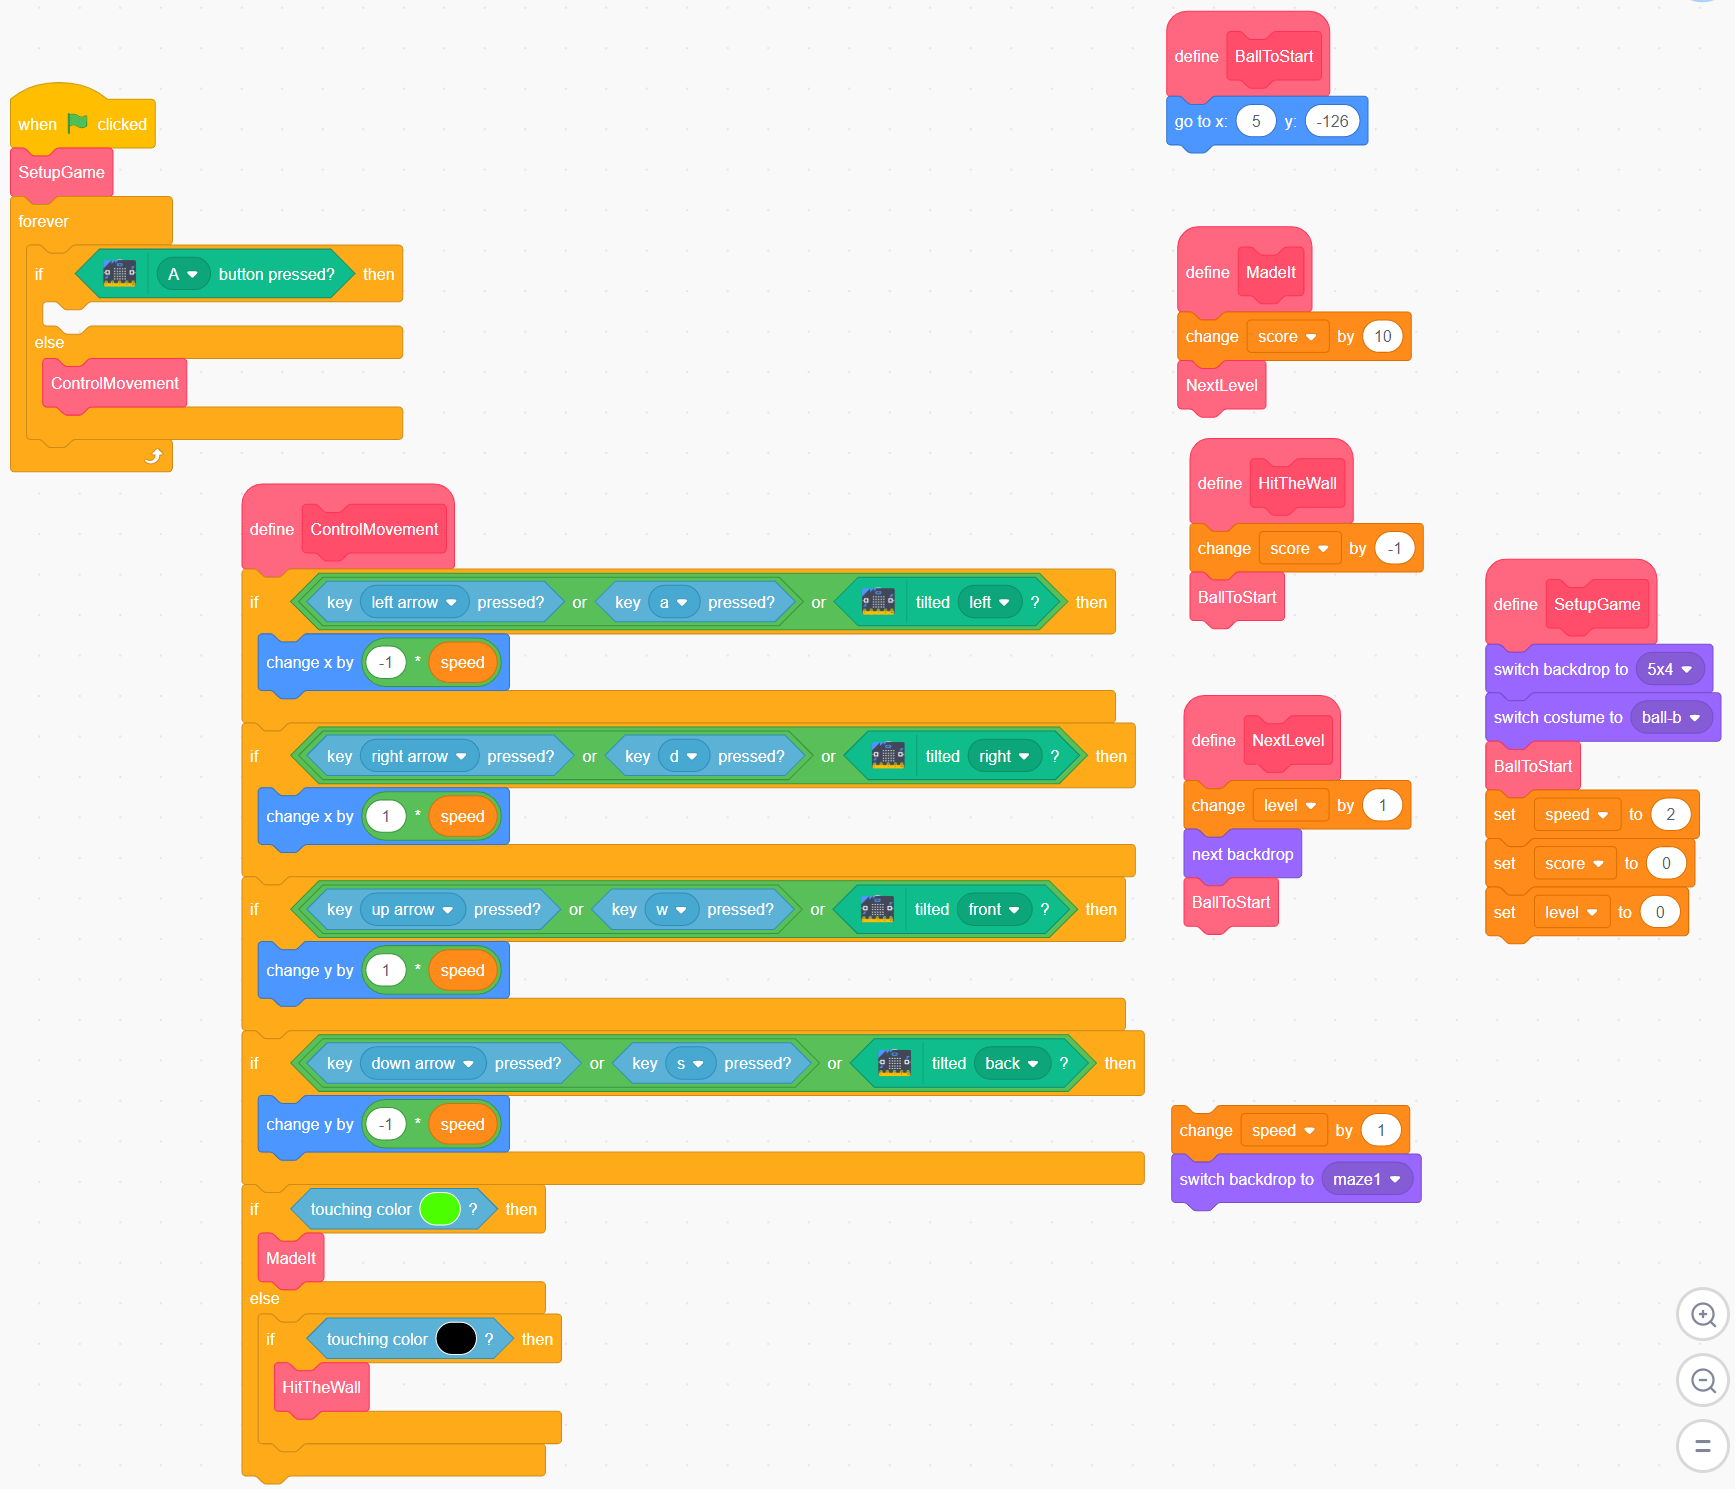 when clicked
SetupGame
forever
if A button pressed? then
else
ControlMovement
define ControlMovement
if key left arrow pressed? or key a pressed? or tilted left ? then
change x by -1 * speed
if key right arrow pressed? or key d pressed? or tilted right ? then
change x by 1 * speed
if key up arrow pressed? or key w pressed? or tilted front ? then
change y by 1 * speed
if key down arrow pressed? or key s pressed? or tilted back ? then
change y by -1 * speed
if touching color ? then
MadeIt
else
if touching color ? then
HitTheWall
define BallToStart
go to x: 5 y: -126
define MadeIt
change score by 10
NextLevel
define HitTheWall
change score by -1
BallToStart
define NextLevel
change level by 1
next backdrop
BallToStart
change speed by 1
switch backdrop to maze1
define SetupGame
switch backdrop to 5x4
switch costume to ball-b
BallToStart
set speed to 2
set score to 0
set level to 0